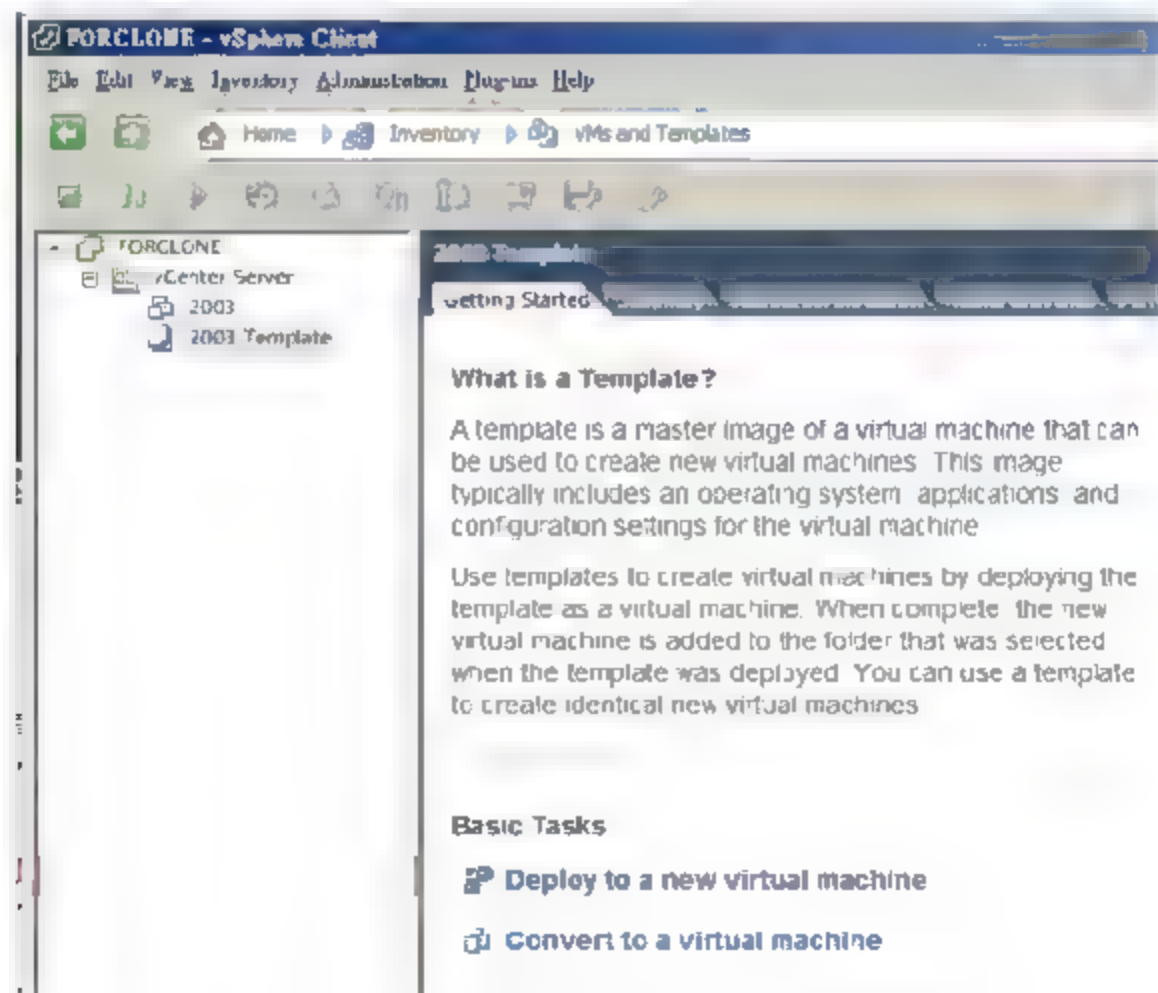 FORCLONE - vSphere Client
File Edit View Inventory Administration Plug-ins Help
Home Inventory VMs and Templates
FORCLONE
vCenter Server
2003
2003 Template
2003 Template
Getting Started
What is a Template?
A template is a master image of a virtual machine that can
be used to create new virtual machines. This image
typically includes an operating system, applications, and
configuration settings for the virtual machine.
Use templates to create virtual machines by deploying the
template as a virtual machine. When complete, the new
virtual machine is added to the folder that was selected
when the template was deployed. You can use a template
to create identical new virtual machines.
Basic Tasks
Deploy to a new virtual machine
Convert to a virtual machine